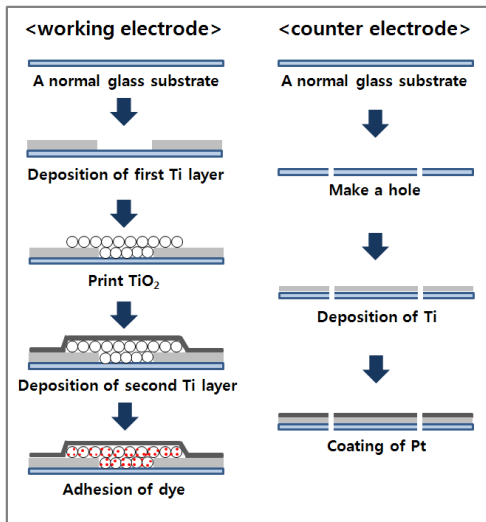 <working electrode>
A normal glass substrate
Deposition of first Ti layer
Print TiO₂
Deposition of second Ti layer
Adhesion of dye
<counter electrode>
A normal glass substrate
Make a hole
Deposition of Ti
Coating of Pt